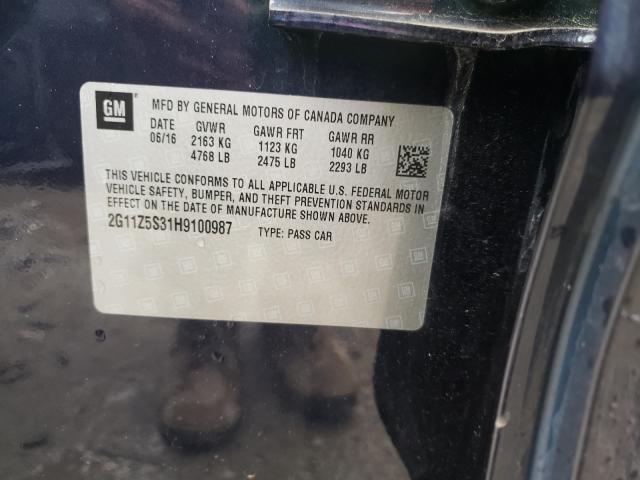 GM
MFD BY GENERAL MOTORS OF CANADA COMPANY
DATE GVWR GAWR FRT GAWR RR
06/16 2163 KG 1123 KG 1040 KG
4768 LB 2475 LB 2293 LB
THIS VEHICLE CONFORMS TO ALL APPLICABLE U.S. FEDERAL MOTOR
VEHICLE SAFETY, BUMPER, AND THEFT PREVENTION STANDARDS IN
EFFECT ON THE DATE OF MANUFACTURE SHOWN ABOVE.
2G11Z5S31H9100987 TYPE: PASS CAR